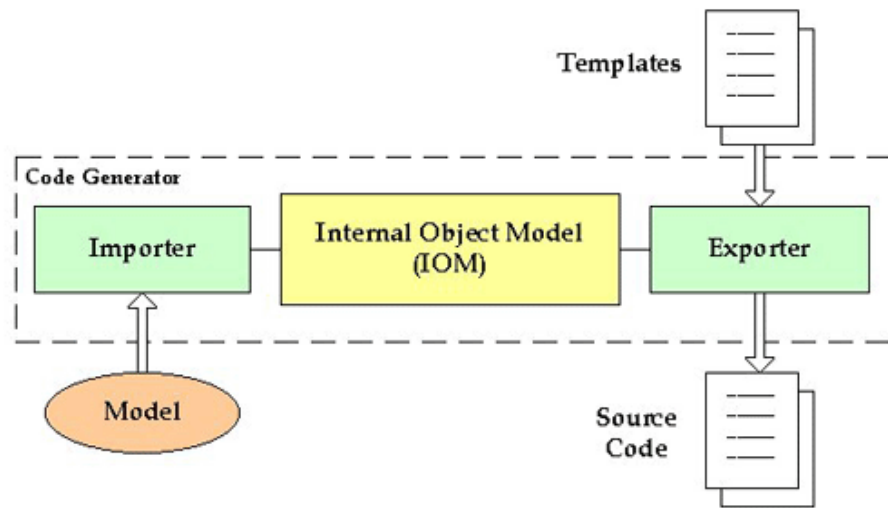 Templates
Code Generator
Importer
Internal Object Model
(IOM)
Exporter
Model
Source
Code